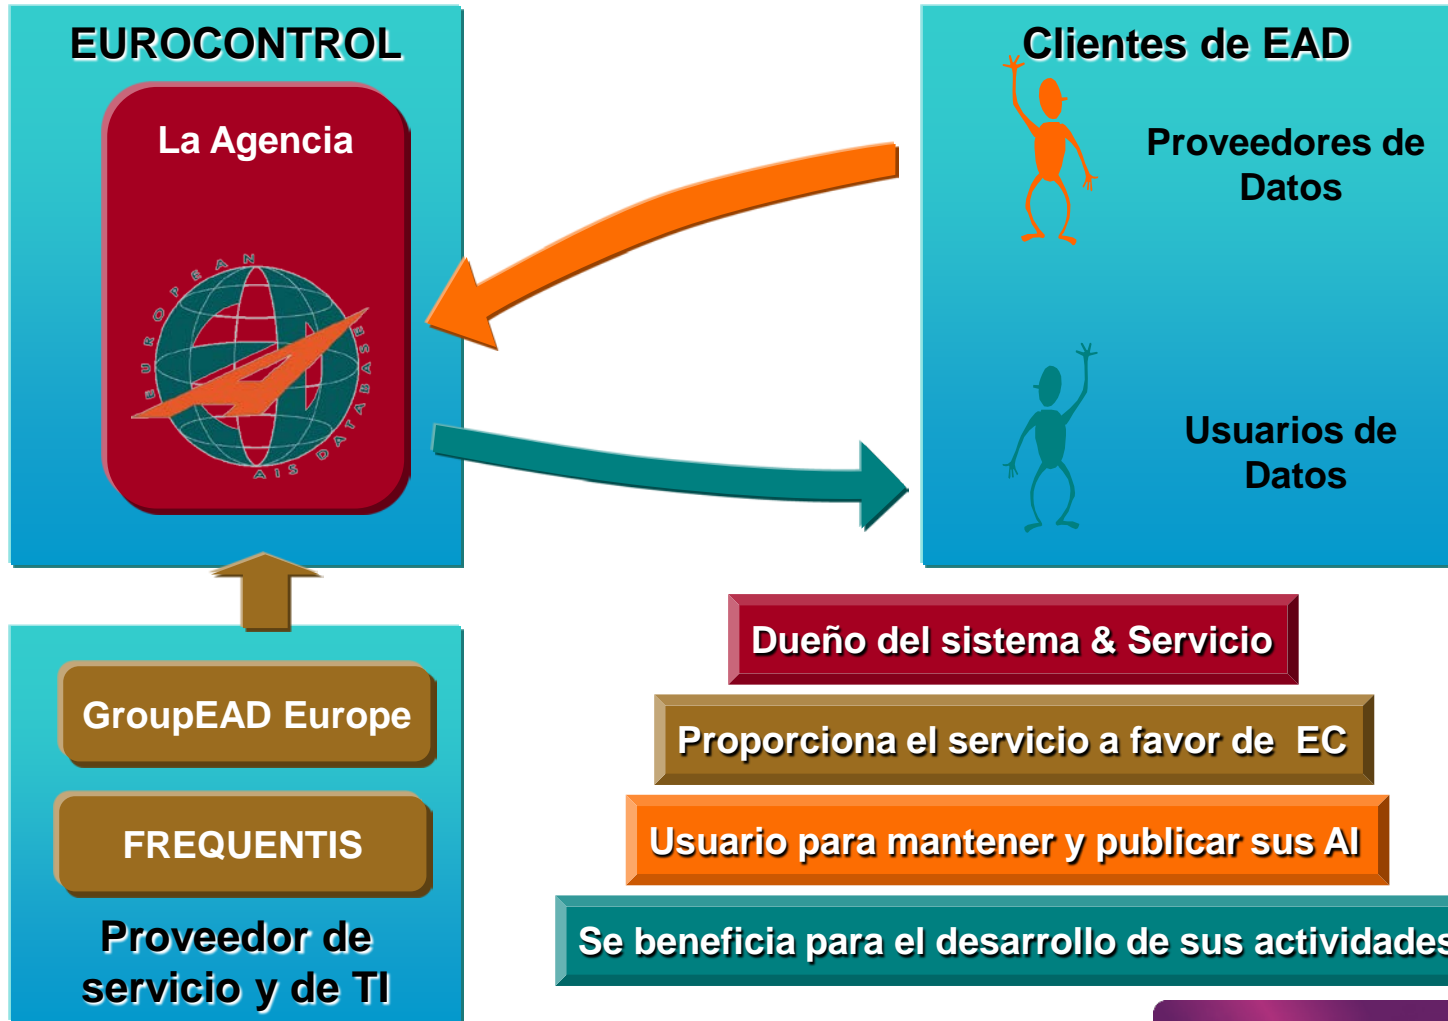 EUROCONTROL
La Agencia
EUROPEAN
AIS DATABASE
Clientes de EAD
Proveedores de
Datos
Usuarios de
Datos
GroupEAD Europe
FREQUENTIS
Proveedor de
servicio y de TI
Dueño del sistema & Servicio
Proporciona el servicio a favor de  EC
Usuario para mantener y publicar sus AI
Se beneficia para el desarrollo de sus actividades